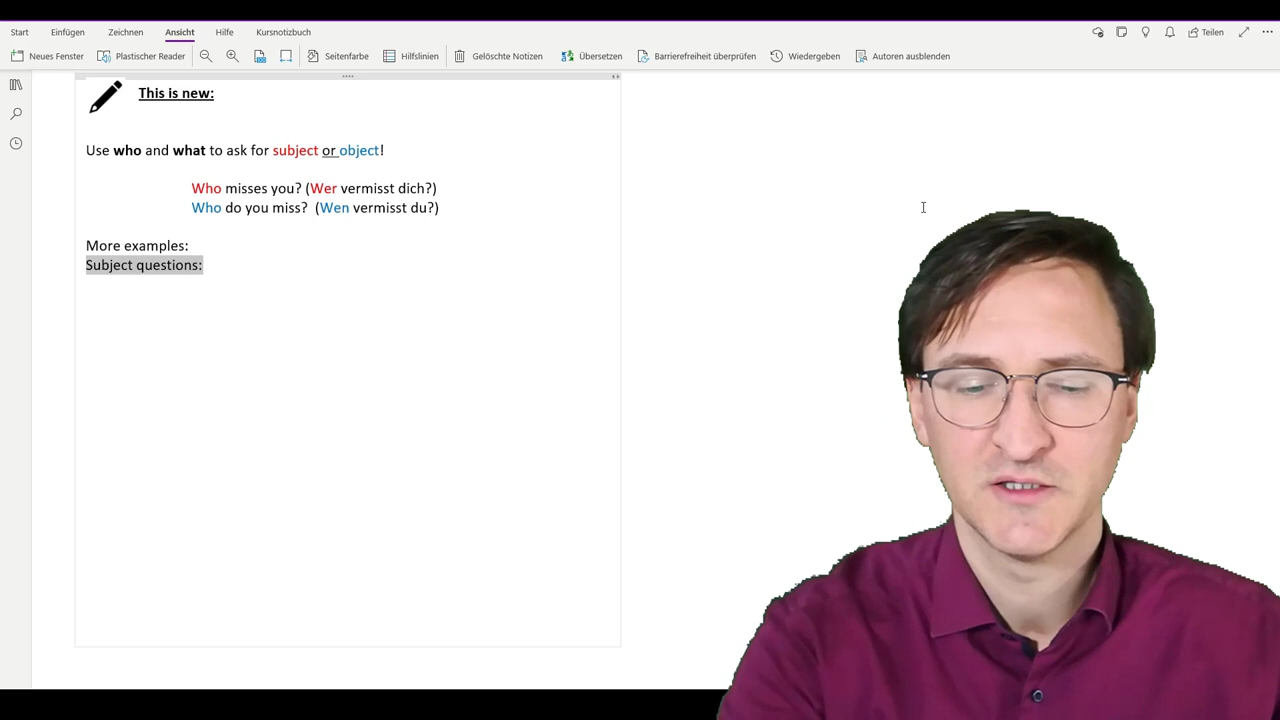 Start Einfügen Zeichnen Ansicht Hilfe Kursnotizbuch Teilen
Neues Fenster Plastischer Reader Seitenfarbe Hilfslinien Gelöschte Notizen Übersetzen Barrierefreiheit überprüfen Wiedergeben Autoren ausblenden
This is new:
Use who and what to ask for subject or object!
Who misses you? (Wer vermisst dich?)
Who do you miss? (Wen vermisst du?)
More examples:
Subject questions: